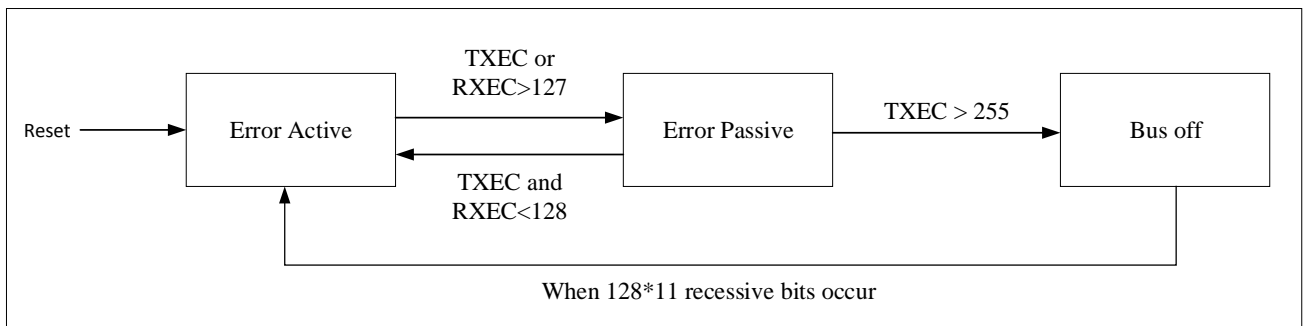 TXEC or
RXEC>127
Reset
Error Active
Error Passive
TXEC > 255
Bus off
TXEC and
RXEC<128
When 128*11 recessive bits occur